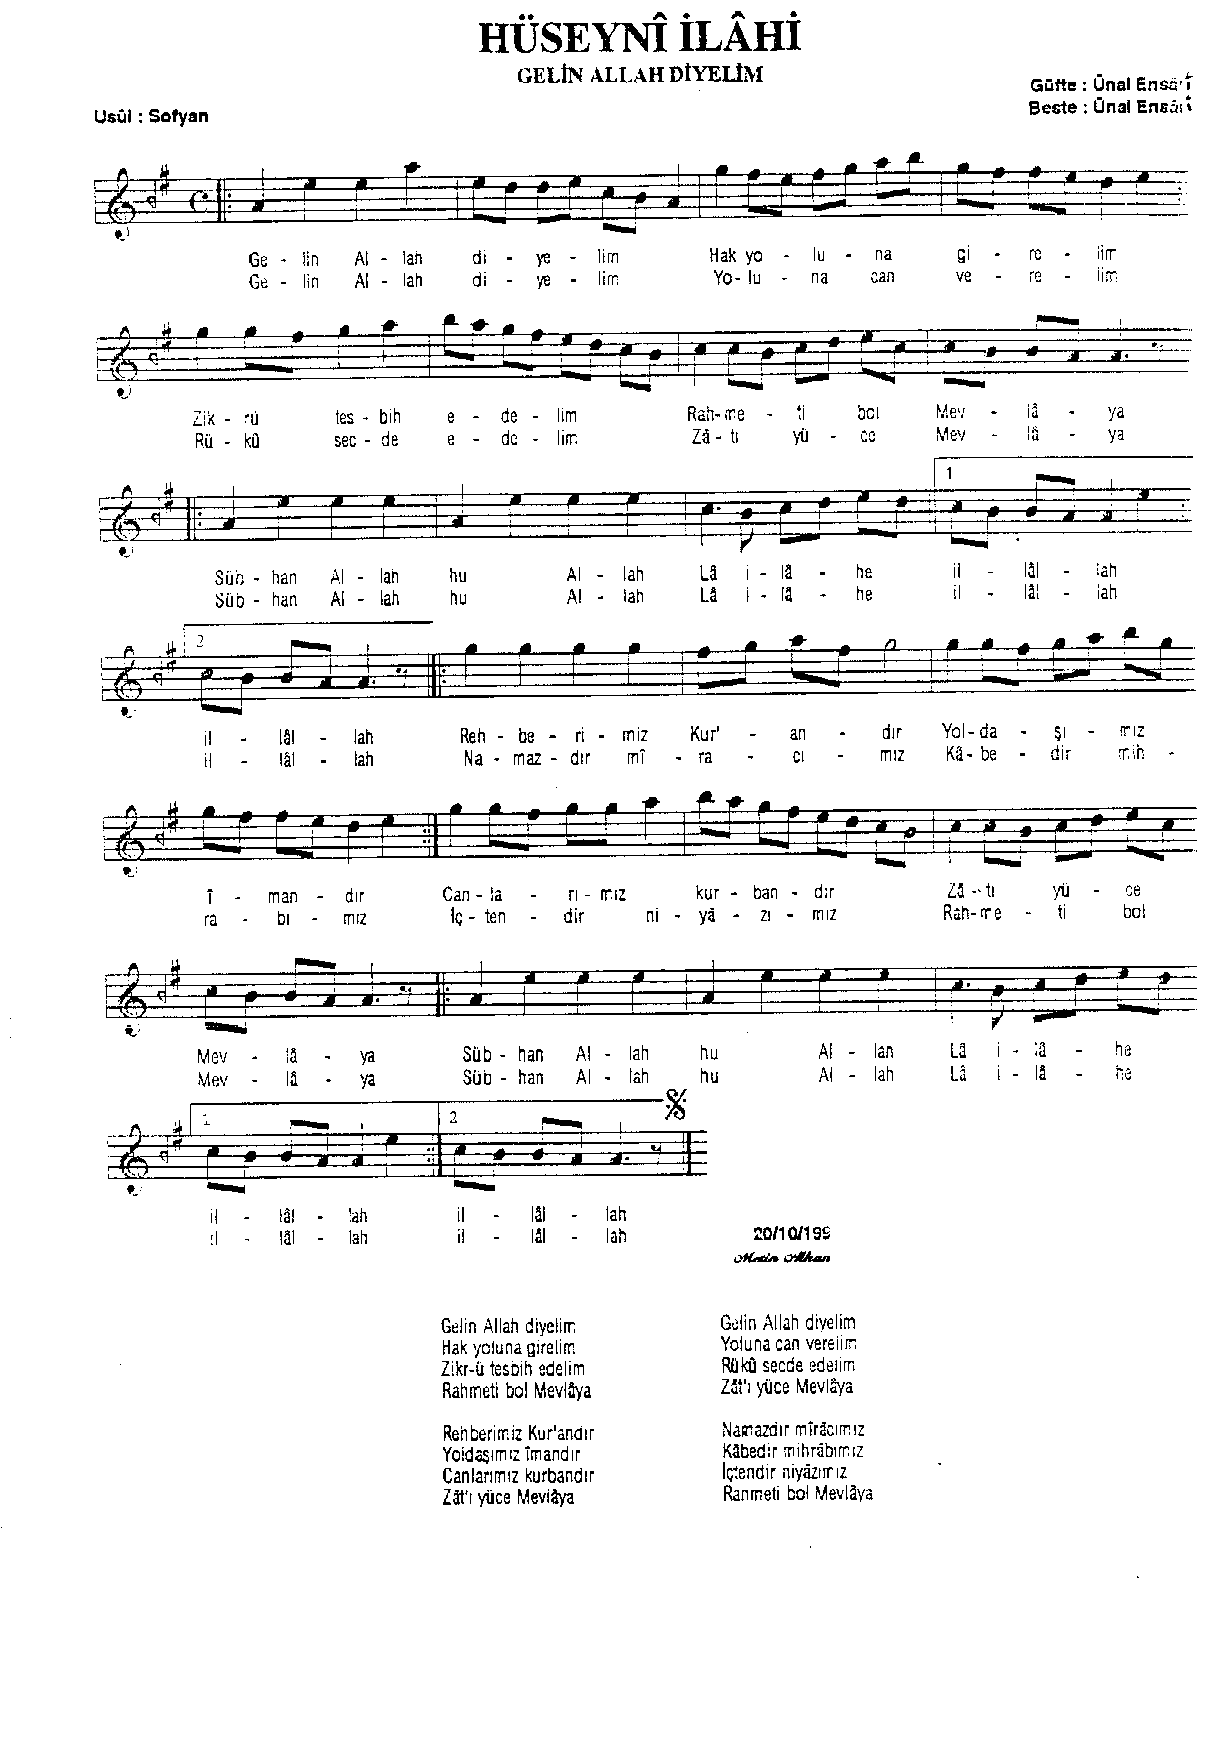 HÜSEYNÎ İLÂHİ
GELİN ALLAH DİYELİM
Güfte : Ünal Ensârî
Usûl : Sofyan
Beste : Ünal Ensârî
Ge - lin Al - lah di - ye - lim Hak yo - lu - na gi - re - lim
Ge - lin Al - lah di - ye - lim Yo - lu - na can ve - re - lim
Zik - rü tes - bih e - de - lim Rah - me - ti bol Mev - lâ - ya
Rü - kû sec - de e - de - lim Zâ - tı yü - ce Mev - lâ - ya
1
Süb - han Al - lah hu Al - lah Lâ i - lâ - he il - lâl - lah
Süb - han Al - lah hu Al - lah Lâ i - lâ - he il - lâl - lah
2
il - lâl - lah Reh - be - ri - miz Kur' - an - dır Yol - da - şı - mız
il - lâl - lah Na - maz - dır mî - ra - cı - mız Kâ - be - dir mih -
î - man - dır Can - la - rı - mız kur - ban - dır Zâ - tı yü - ce
ra - bı - mız İç - ten - dir ni - yâ - zı - mız Rah - me - ti bol
Mev - lâ - ya Süb - han Al - lah hu Al - lah Lâ i - lâ - he
Mev - lâ - ya Süb - han Al - lah hu Al - lah Lâ i - lâ - he
1 2
il - lâl - lah il - lâl - lah
il - lâl - lah il - lâl - lah
20/10/199
Metin Alkan
Gelin Allah diyelim
Hak yoluna girelim
Zikr-ü tesbih edelim
Rahmeti bol Mevlâya
Gelin Allah diyelim
Yoluna can verelim
Rükû secde edelim
Zât'ı yüce Mevlâya
Rehberimiz Kur'andır
Yoldaşımız îmandır
Canlarımız kurbandır
Zât'ı yüce Mevlâya
Namazdır mîrâcımız
Kâbedir mihrâbımız
İçtendir niyâzımız
Rahmeti bol Mevlâya